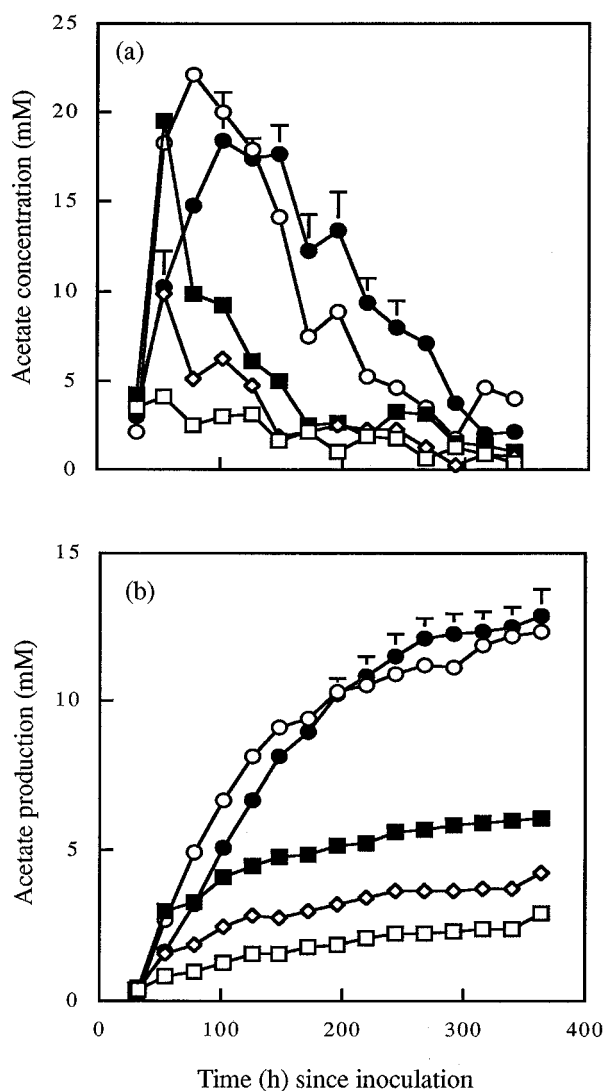 (a)
25
20
15
10
5
0
Acetate concentration (mM)
(b)
15
10
5
0
Acetate production (mM)
0 100 200 300 400
Time (h) since inoculation